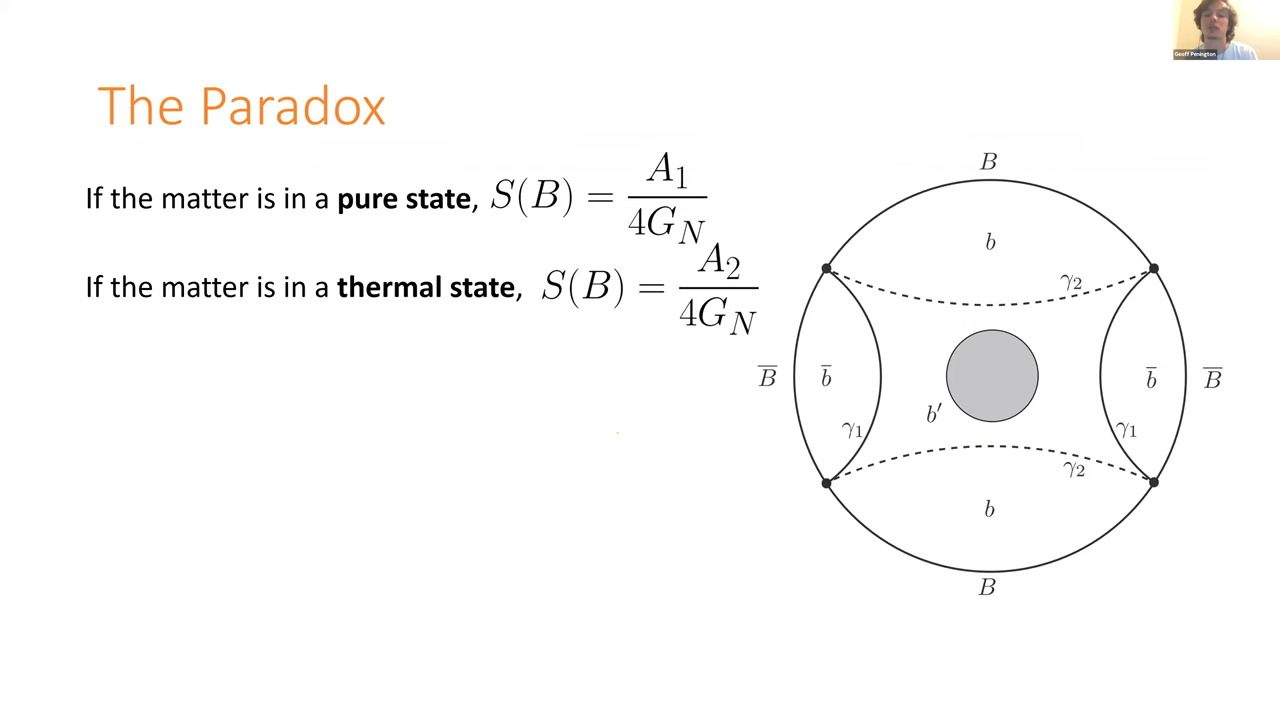 Geoff Penington
The Paradox
If the matter is in a pure state, S(B) = A₁ / 4G_N
If the matter is in a thermal state, S(B) = A₂ / 4G_N
B
b
γ₂
B̅ b̅ b̅ B̅
b′
γ₁ γ₁
γ₂
b
B